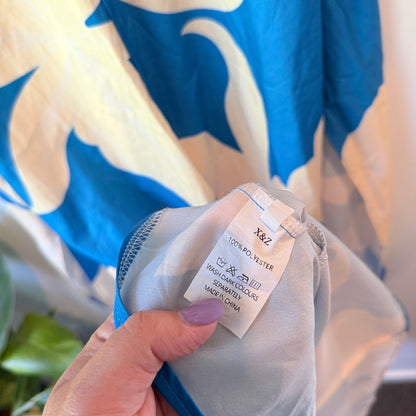 X&Z
100% POLYESTER
WASH DARK COLOURS
SEPARATELY
MADE IN CHINA